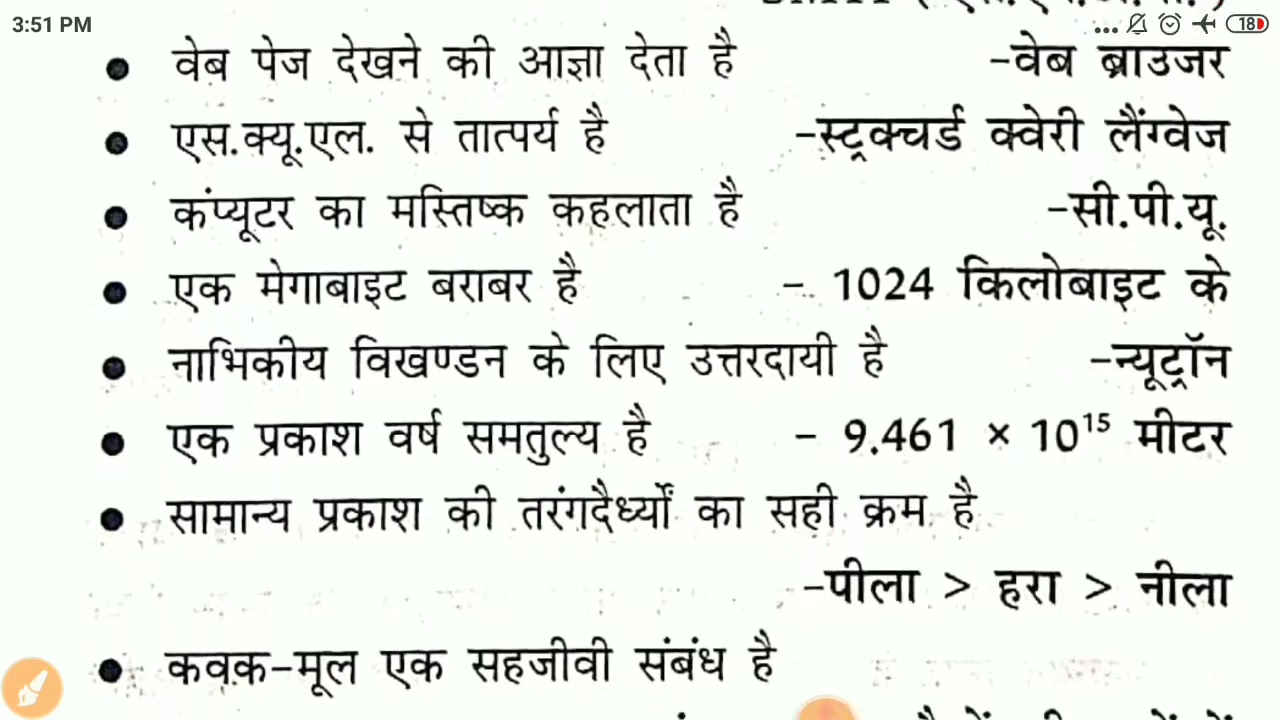 3:51 PM
... 18
• वेब पेज देखने की आज्ञा देता है -वेब ब्राउजर
• एस.क्यू.एल. से तात्पर्य है -स्ट्रक्चर्ड क्वेरी लैंग्वेज
• कंप्यूटर का मस्तिष्क कहलाता है -सी.पी.यू.
• एक मेगाबाइट बराबर है - 1024 किलोबाइट के
• नाभिकीय विखण्डन के लिए उत्तरदायी है -न्यूट्रॉन
• एक प्रकाश वर्ष समतुल्य है - 9.461 × 10¹⁵ मीटर
• सामान्य प्रकाश की तरंगदैर्ध्यों का सही क्रम है
-पीला > हरा > नीला
• कवक-मूल एक सहजीवी संबंध है